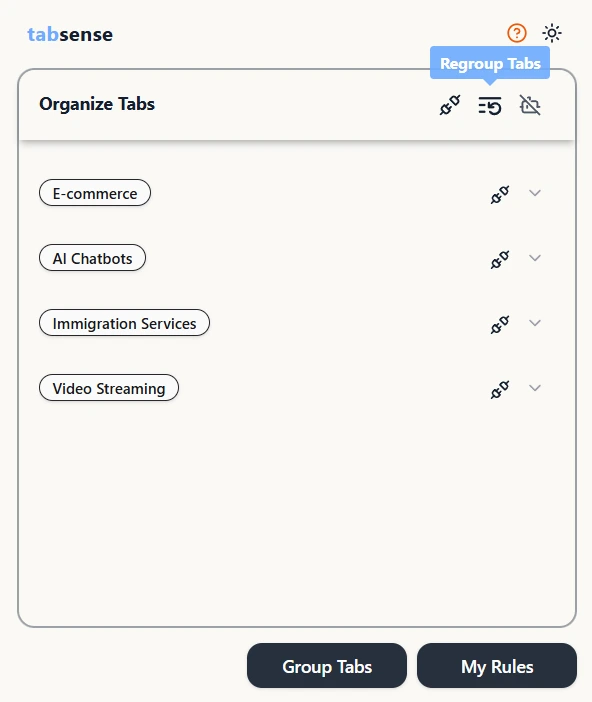 tabsense
Regroup Tabs
Organize Tabs
E-commerce
AI Chatbots
Immigration Services
Video Streaming
Group Tabs
My Rules